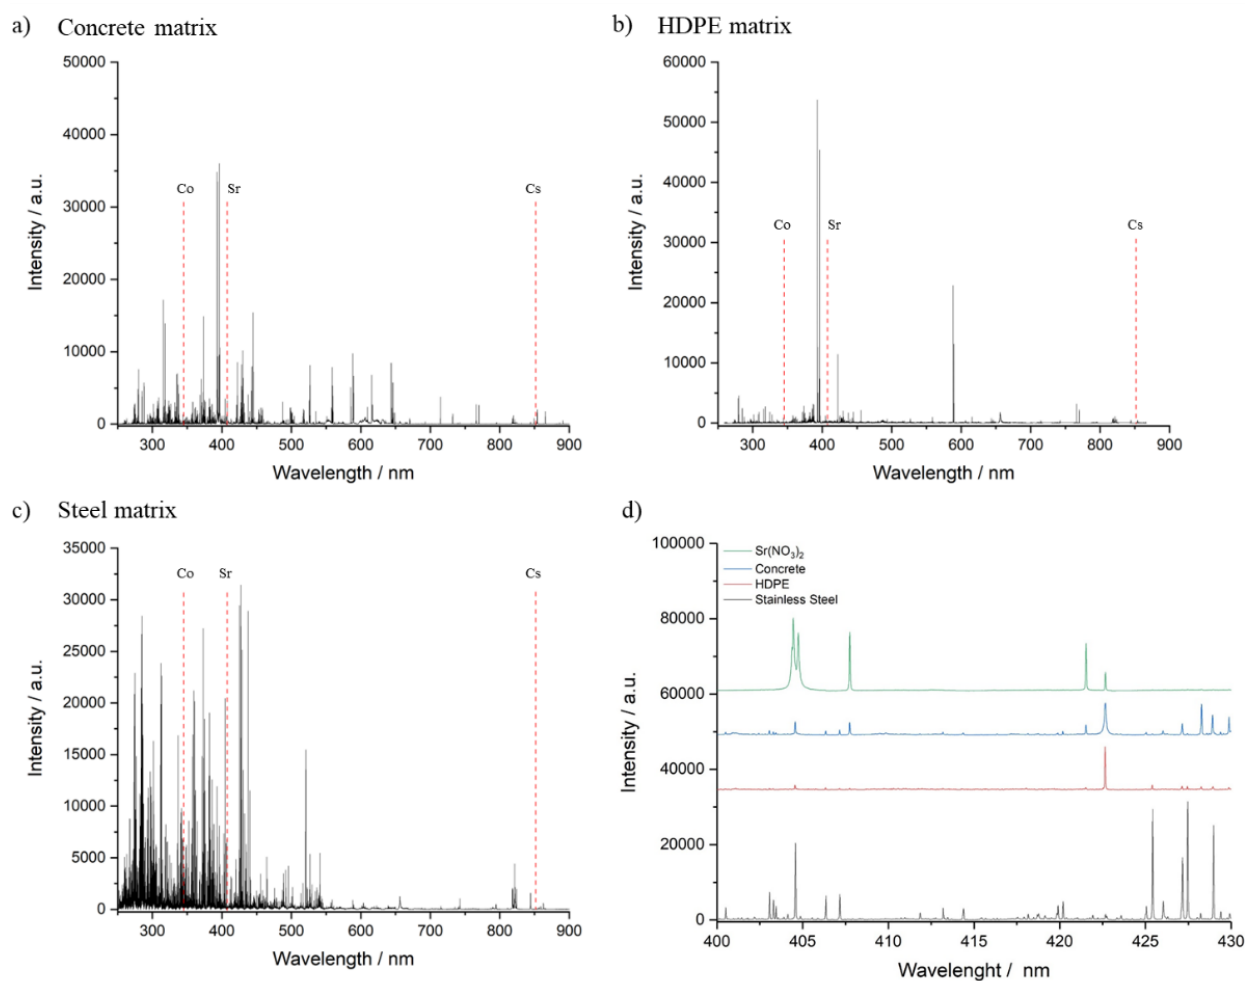 a) Concrete matrix
50000
40000
30000
20000
10000
0
300 400 500 600 700 800 900
Intensity / a.u.
Wavelength / nm
Co Sr Cs
b) HDPE matrix
60000
50000
40000
30000
20000
10000
0
300 400 500 600 700 800 900
Intensity / a.u.
Wavelength / nm
Co Sr Cs
c) Steel matrix
35000
30000
25000
20000
15000
10000
5000
0
300 400 500 600 700 800 900
Intensity / a.u.
Wavelength / nm
Co Sr Cs
d)
100000
80000
60000
40000
20000
0
400 405 410 415 420 425 430
Intensity / a.u.
Wavelenght / nm
Sr(NO₃)₂
Concrete
HDPE
Stainless Steel